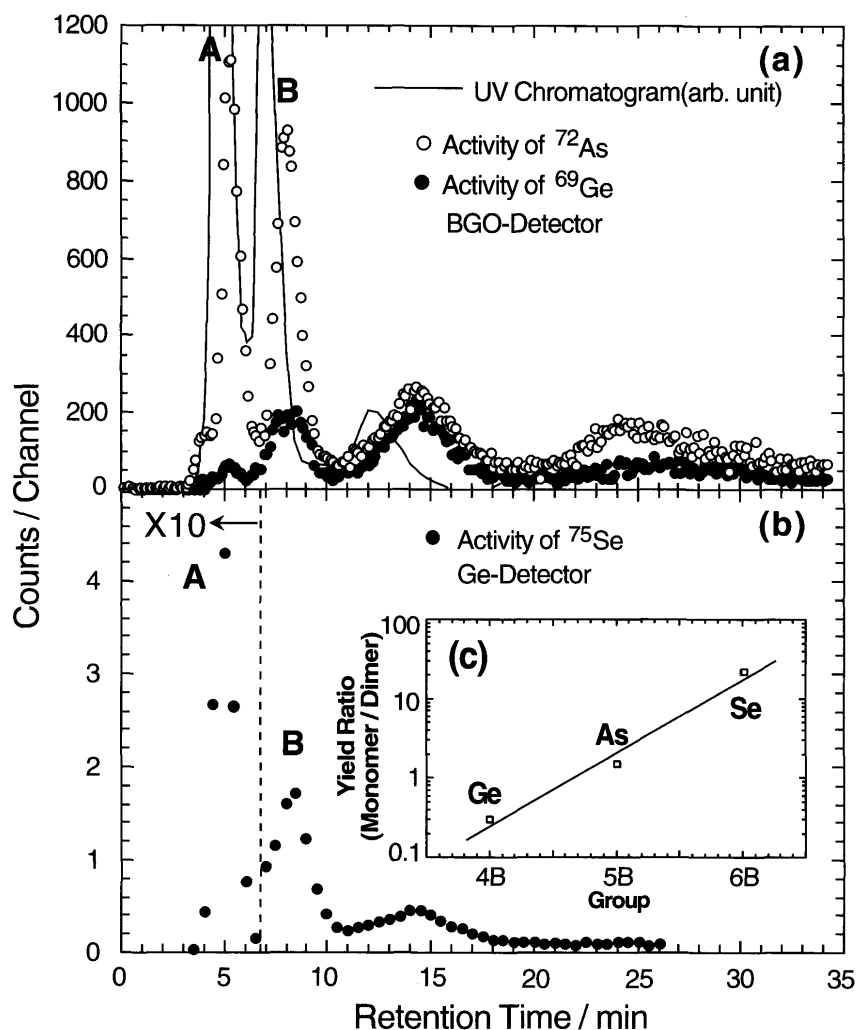 1200
1000
800
600
400
200
0
A
B
(a)
UV Chromatogram(arb. unit)
Activity of ⁷²As
Activity of ⁶⁹Ge
BGO-Detector
Counts / Channel
4
3
2
1
0
X10
A
B
(b)
Activity of ⁷⁵Se
Ge-Detector
(c)
Yield Ratio
(Monomer / Dimer)
100
10
1
0.1
Ge
As
Se
4B 5B 6B
Group
0 5 10 15 20 25 30 35
Retention Time / min